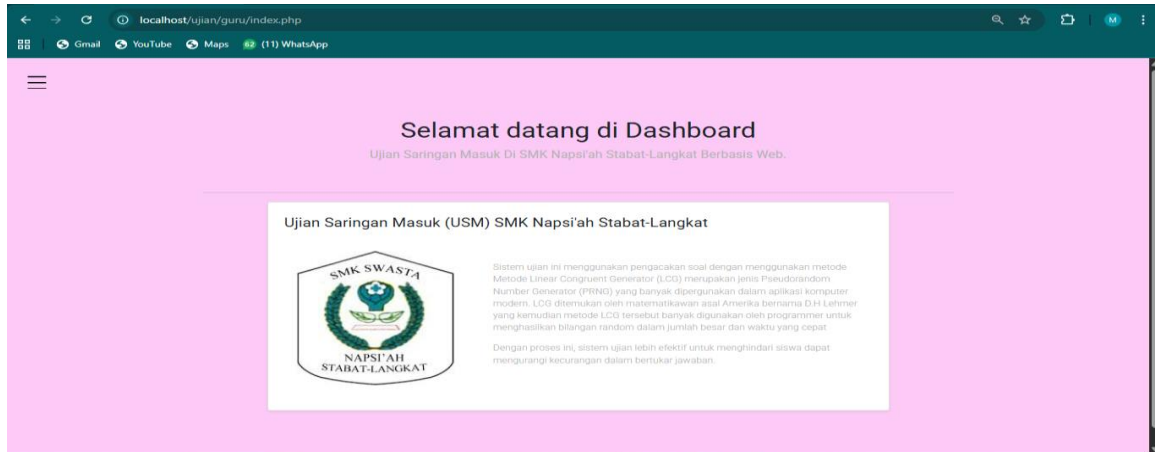 localhost/ujian/guru/index.php
M
Gmail YouTube Maps 62 (11) WhatsApp
Selamat datang di Dashboard
Ujian Saringan Masuk Di SMK Napsi'ah Stabat-Langkat Berbasis Web.
Ujian Saringan Masuk (USM) SMK Napsi'ah Stabat-Langkat
SMK SWASTA
NAPSI'AH
STABAT-LANGKAT
Sistem ujian ini menggunakan pengacakan soal dengan menggunakan metode
Metode Linear Congruent Generator (LCG) merupakan jenis Pseudorandom
Number Generator (PRNG) yang banyak dipergunakan dalam aplikasi komputer
modern. LCG ditemukan oleh matematikawan asal Amerika bernama D.H Lehmer
yang kemudian metode LCG tersebut banyak digunakan oleh programmer untuk
menghasilkan bilangan random dalam jumlah besar dan waktu yang cepat
Dengan proses ini, sistem ujian lebih efektif untuk menghindari siswa dapat
mengurangi kecurangan dalam bertukar jawaban.